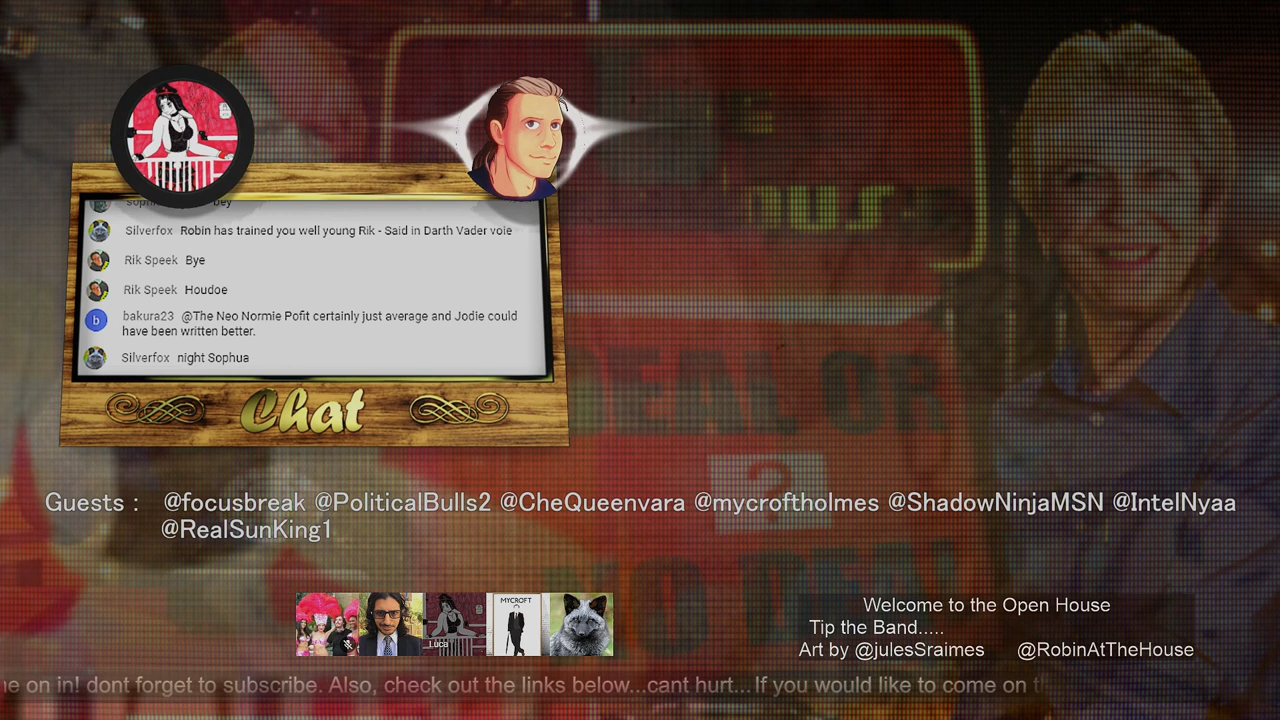 bey
Silverfox Robin has trained you well young Rik - Said in Darth Vader voie
Rik Speek Bye
Rik Speek Houdoe
b
bakura23 @The Neo Normie Pofit certainly just average and Jodie could
have been written better.
Silverfox night Sophua
Chat
DEAL OR
?
NO DEAL
Guests : @focusbreak @PoliticalBulls2 @CheQueenvara @mycroftholmes @ShadowNinjaMSN @IntelNyaa
@RealSunKing1
MYCROFT
Luca
Welcome to the Open House
Tip the Band.....
Art by @julesSraimes @RobinAtTheHouse
e on in! dont forget to subscribe. Also, check out the links below...cant hurt... If you would like to come on